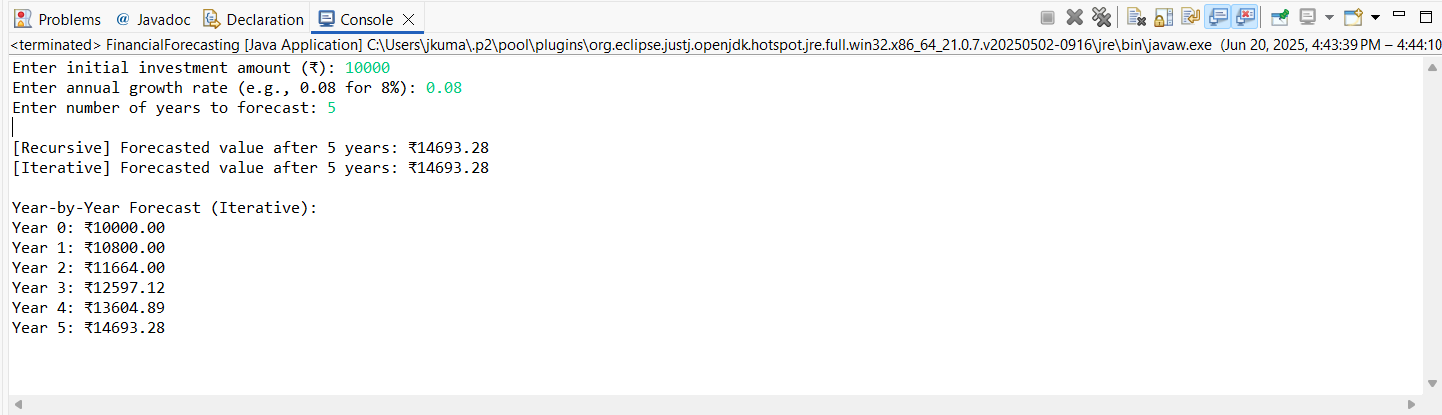 Problems @ Javadoc Declaration Console
<terminated> FinancialForecasting [Java Application] C:\Users\jkuma\.p2\pool\plugins\org.eclipse.justj.openjdk.hotspot.jre.full.win32.x86_64_21.0.7.v20250502-0916\jre\bin\javaw.exe (Jun 20, 2025, 4:43:39 PM – 4:44:10
Enter initial investment amount (₹): 10000
Enter annual growth rate (e.g., 0.08 for 8%): 0.08
Enter number of years to forecast: 5
[Recursive] Forecasted value after 5 years: ₹14693.28
[Iterative] Forecasted value after 5 years: ₹14693.28
Year-by-Year Forecast (Iterative):
Year 0: ₹10000.00
Year 1: ₹10800.00
Year 2: ₹11664.00
Year 3: ₹12597.12
Year 4: ₹13604.89
Year 5: ₹14693.28